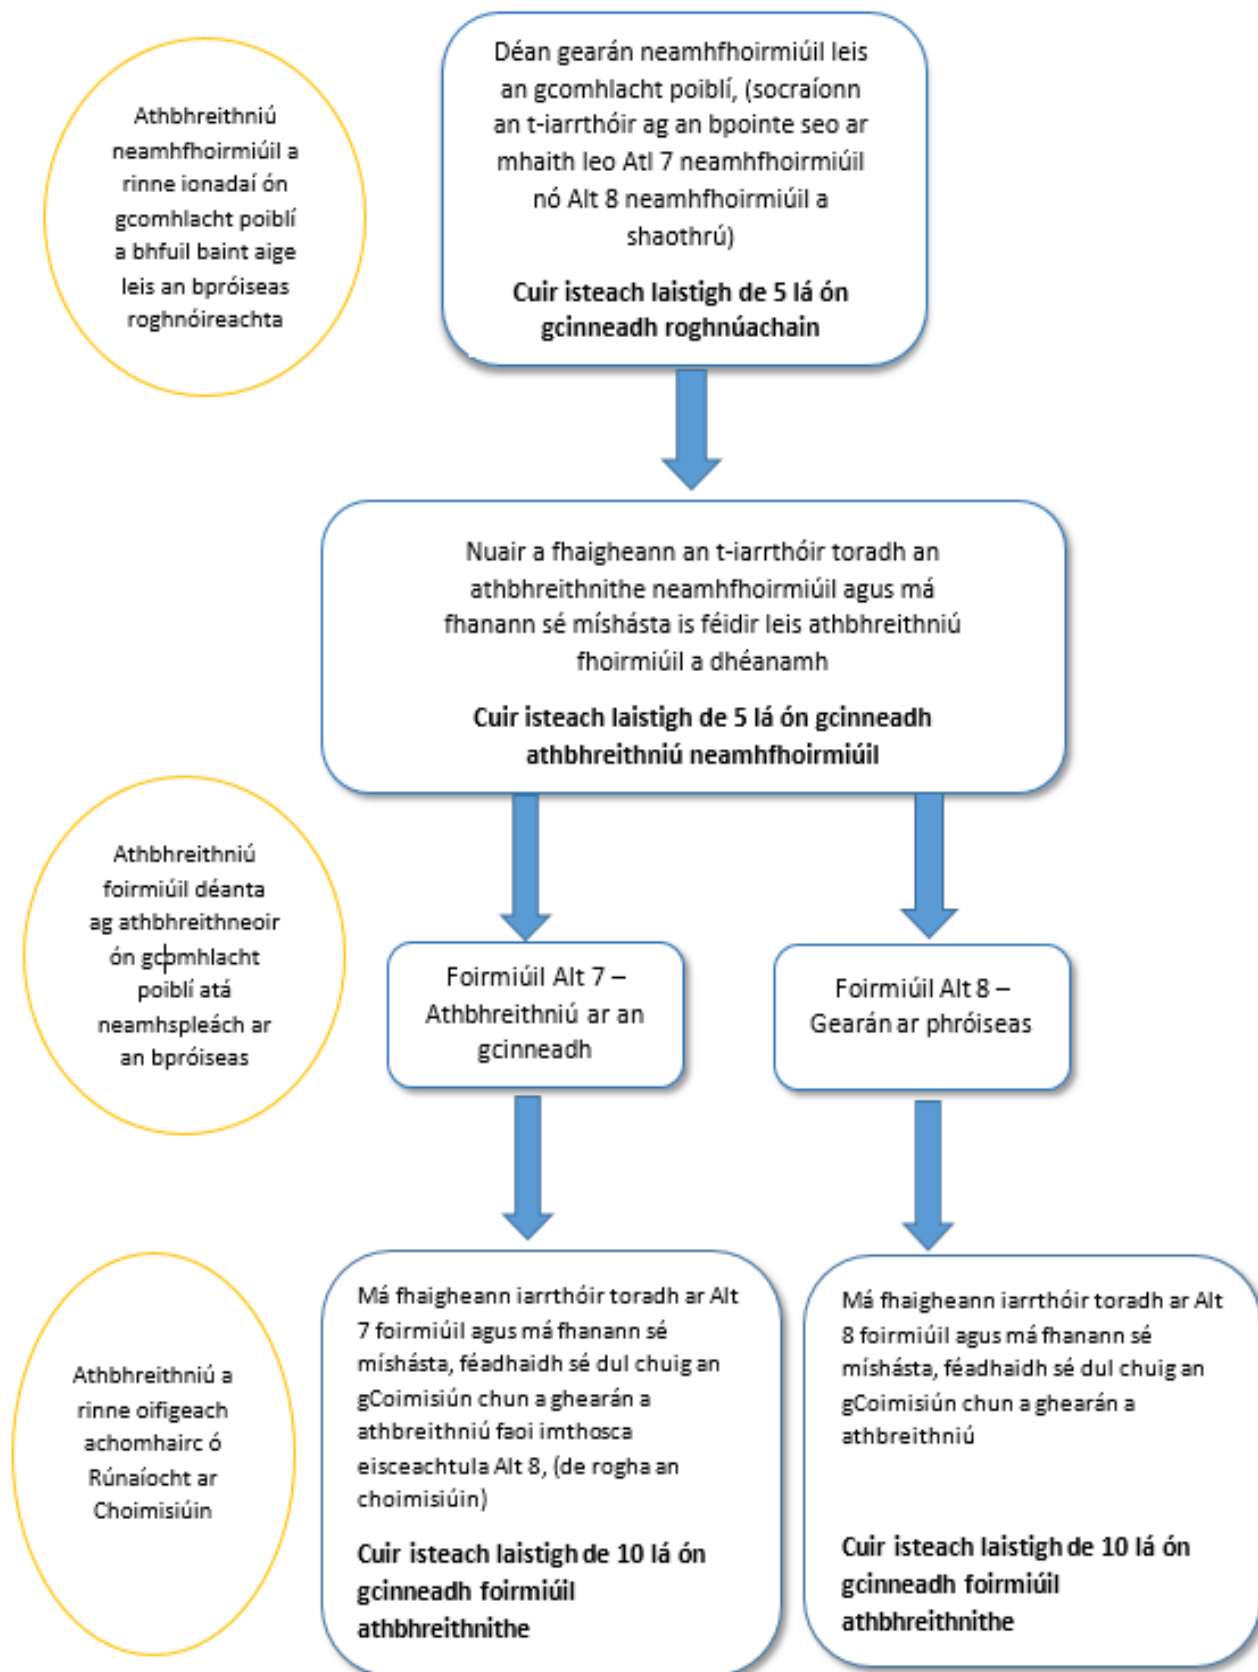 Athbhreithniú
neamhfhoirmiúil a
rinne ionadaí ón
gcomhlacht poiblí
a bhfuil baint aige
leis an bpróiseas
roghnóireachta
Déan gearán neamhfhoirmiúil leis
an gcomhlacht poiblí, (socraíonn
an t-iarrthóir ag an bpointe seo ar
mhaith leo Atl 7 neamhfhoirmiúil
nó Alt 8 neamhfhoirmiúil a
shaothrú)
Cuir isteach laistigh de 5 lá ón
gcinneadh roghnúachain
Nuair a fhaigheann an t-iarrthóir toradh an
athbhreithnithe neamhfhoirmiúil agus má
fhanann sé míshásta is féidir leis athbhreithniú
fhoirmiúil a dhéanamh
Cuir isteach laistigh de 5 lá ón gcinneadh
athbhreithniú neamhfhoirmiúil
Athbhreithniú
foirmiúil déanta
ag athbhreithneoir
ón gcomhlacht
poiblí atá
neamhspleách ar
an bpróiseas
Foirmiúil Alt 7 –
Athbhreithniú ar an
gcinneadh
Foirmiúil Alt 8 –
Gearán ar phróiseas
Athbhreithniú a
rinne oifigeach
achomhairc ó
Rúnaíocht ar
Choimisiúin
Má fhaigheann iarrthóir toradh ar Alt
7 foirmiúil agus má fhanann sé
míshásta, féadhaidh sé dul chuig an
gCoimisiún chun a ghearán a
athbreithniú faoi imthosca
eisceachtula Alt 8, (de rogha an
choimisiúin)
Cuir isteach laistigh de 10 lá ón
gcinneadh foirmiúil
athbhreithnithe
Má fhaigheann iarrthóir toradh ar Alt
8 foirmiúil agus má fhanann sé
míshásta, féadhaidh sé dul chuig an
gCoimisiún chun a ghearán a
athbreithniú
Cuir isteach laistigh de 10 lá ón
gcinneadh foirmiúil
athbhreithnithe